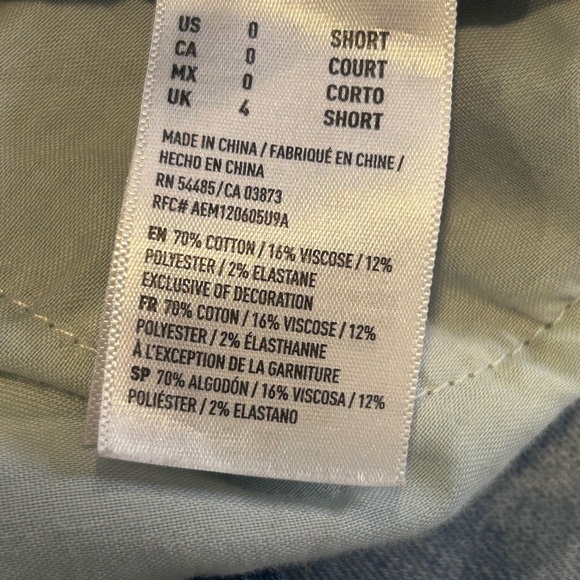 US 0 SHORT
CA 0 COURT
MX 0 CORTO
UK 4 SHORT
MADE IN CHINA / FABRIQUÉ EN CHINE /
HECHO EN CHINA
RN 54485 / CA 03873
RFC# AEM120605U9A
EN 70% COTTON / 16% VISCOSE / 12%
POLYESTER / 2% ELASTANE
EXCLUSIVE OF DECORATION
FR 70% COTON / 16% VISCOSE / 12%
POLYESTER / 2% ÉLASTHANNE
À L'EXCEPTION DE LA GARNITURE
SP 70% ALGODÓN / 16% VISCOSA / 12%
POLIÉSTER / 2% ELASTANO